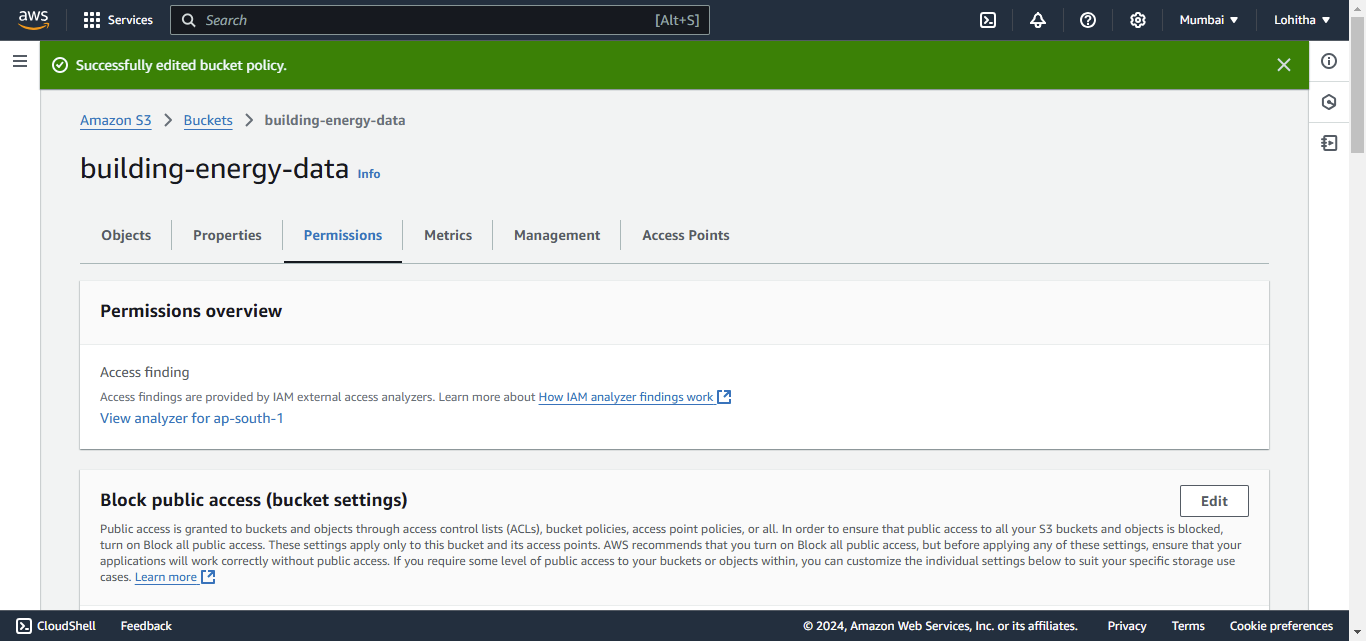 aws Services Search [Alt+S] Mumbai Lohitha
Successfully edited bucket policy.
Amazon S3 > Buckets > building-energy-data
building-energy-data Info
Objects Properties Permissions Metrics Management Access Points
Permissions overview
Access finding
Access findings are provided by IAM external access analyzers. Learn more about How IAM analyzer findings work
View analyzer for ap-south-1
Block public access (bucket settings) Edit
Public access is granted to buckets and objects through access control lists (ACLs), bucket policies, access point policies, or all. In order to ensure that public access to all your S3 buckets and objects is blocked,
turn on Block all public access. These settings apply only to this bucket and its access points. AWS recommends that you turn on Block all public access, but before applying any of these settings, ensure that your
applications will work correctly without public access. If you require some level of public access to your buckets or objects within, you can customize the individual settings below to suit your specific storage use
cases. Learn more
CloudShell Feedback © 2024, Amazon Web Services, Inc. or its affiliates. Privacy Terms Cookie preferences